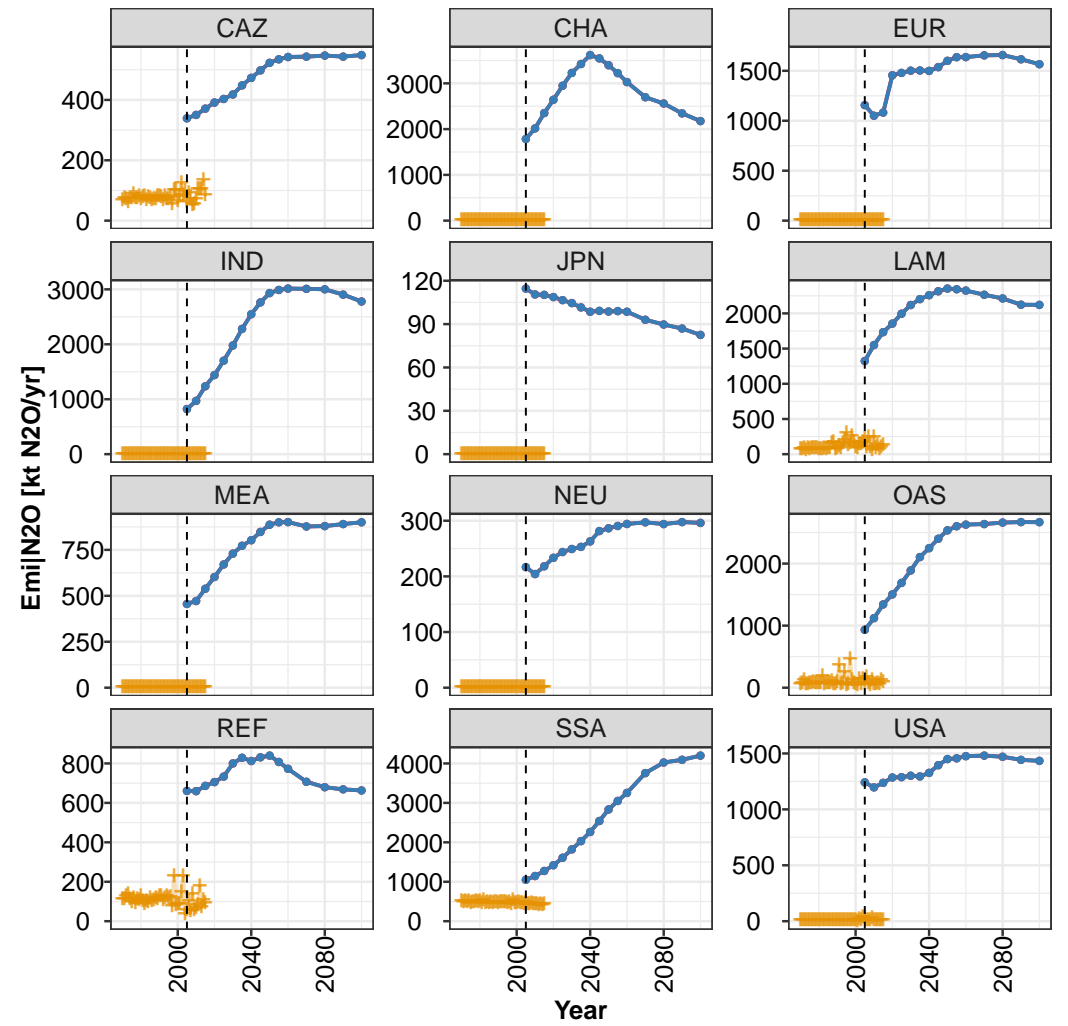 CAZ CHA EUR
400 3000 1500
200 2000 1000
0 1000 500
0 0
IND JPN LAM
3000 120 2000
2000 90 1500
1000 60 1000
0 30 500
0 0
MEA NEU OAS
750 300 2000
500 200 1000
250 100 0
0 0
REF SSA USA
800 4000 1500
600 3000 1000
400 2000 500
200 1000 0
0 0
2000 2040 2080 2000 2040 2080 2000 2040 2080
Year
Emi|N2O [kt N2O/yr]